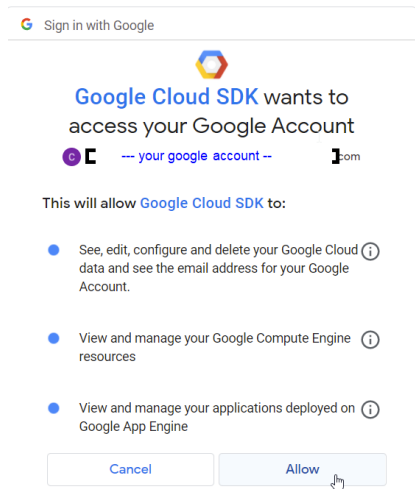 Sign in with Google
Google Cloud SDK wants to
access your Google Account
C [ --- your google account -- ]com
This will allow Google Cloud SDK to:
See, edit, configure and delete your Google Cloud
data and see the email address for your Google
Account.
View and manage your Google Compute Engine
resources
View and manage your applications deployed on
Google App Engine
Cancel Allow